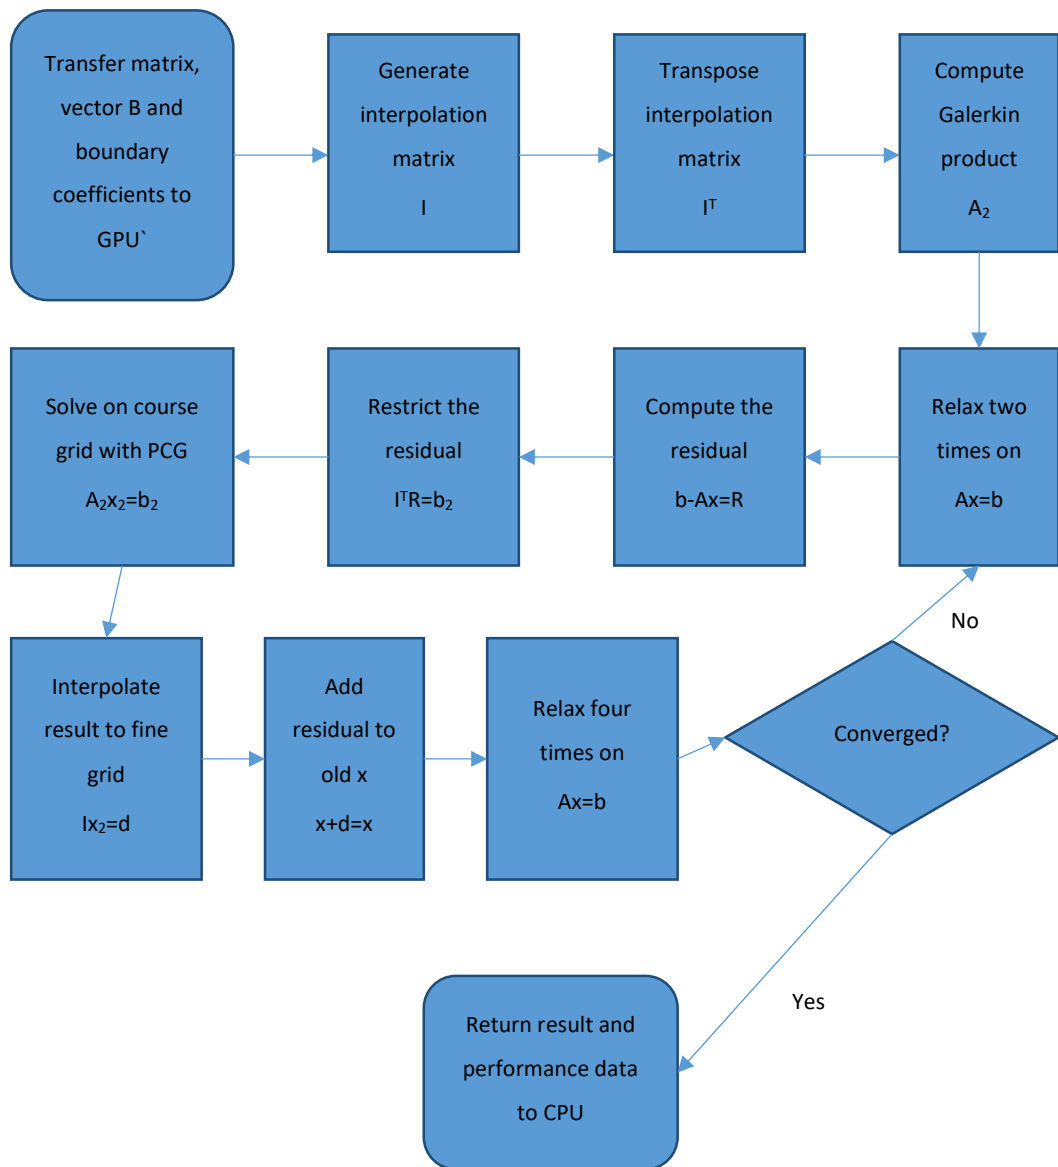 Transfer matrix,
vector B and
boundary
coefficients to
GPU`
Generate
interpolation
matrix
I
Transpose
interpolation
matrix
Iᵀ
Compute
Galerkin
product
A₂
Relax two
times on
Ax=b
Compute the
residual
b-Ax=R
Restrict the
residual
IᵀR=b₂
Solve on course
grid with PCG
A₂x₂=b₂
Interpolate
result to fine
grid
Ix₂=d
Add
residual to
old x
x+d=x
Relax four
times on
Ax=b
Converged?
No
Yes
Return result and
performance data
to CPU